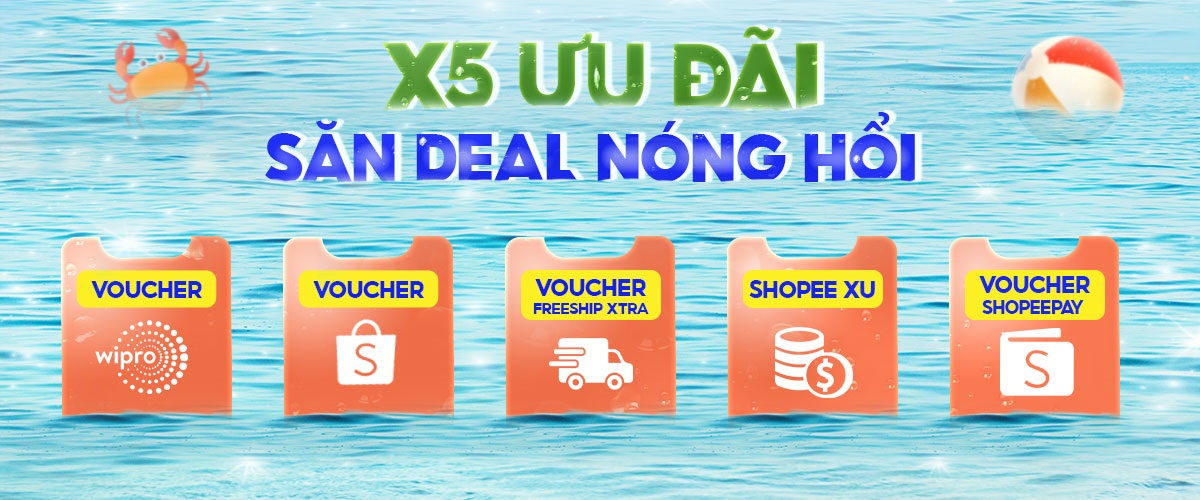 X5 ƯU ĐÃI
SĂN DEAL NÓNG HỔI
VOUCHER
wipro
VOUCHER
S
VOUCHER
FREESHIP XTRA
SHOPEE XU
$
VOUCHER
SHOPEEPAY
S